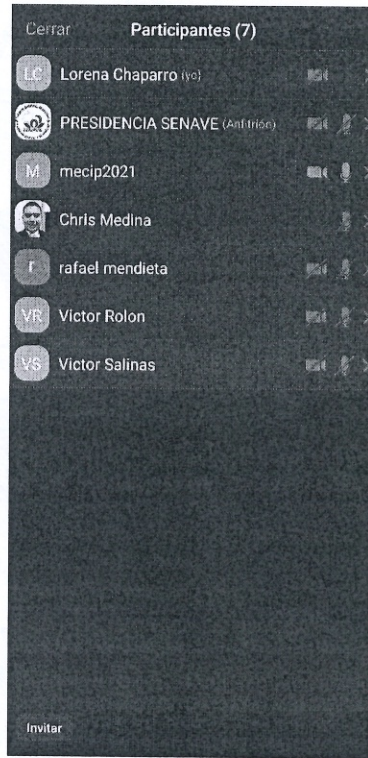 Cerrar Participantes (7)
LC Lorena Chaparro (yo)
PRESIDENCIA SENAVE (Anfitrión)
M mecip2021
Chris Medina
r rafael mendieta
VR Victor Rolon
VS Victor Salinas
Invitar